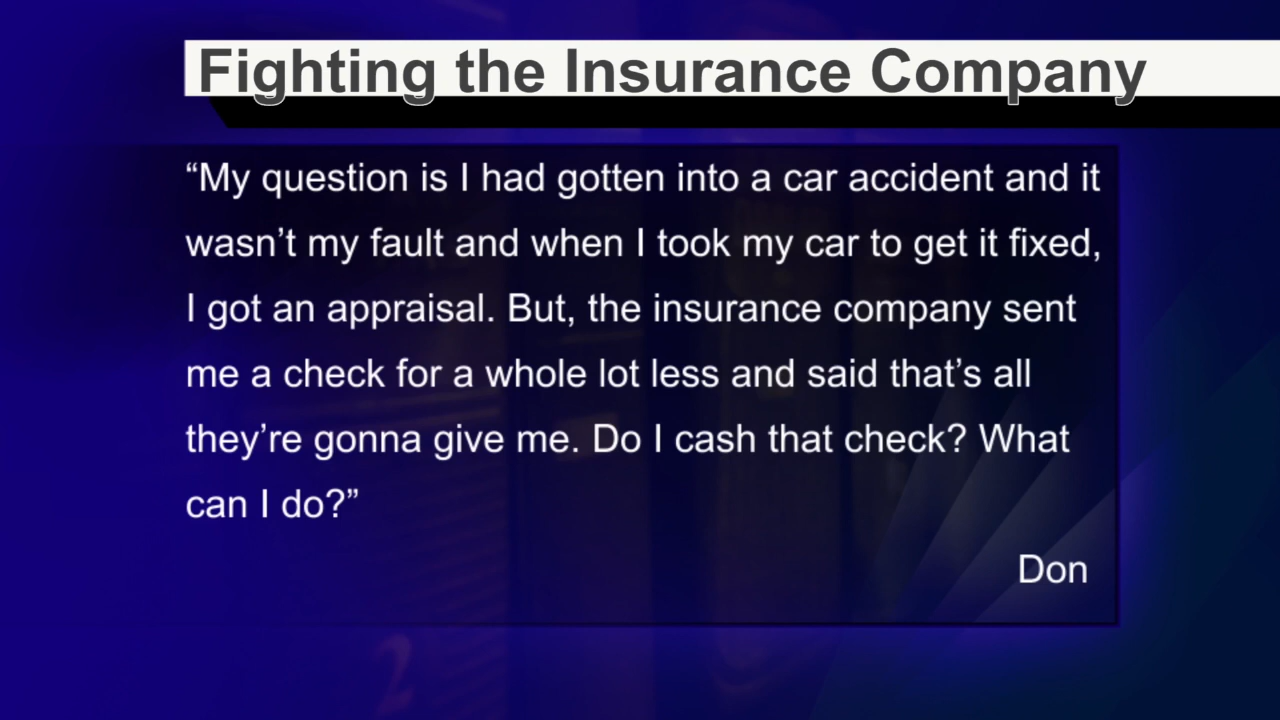 Fighting the Insurance Company
“My question is I had gotten into a car accident and it
wasn’t my fault and when I took my car to get it fixed,
I got an appraisal. But, the insurance company sent
me a check for a whole lot less and said that’s all
they’re gonna give me. Do I cash that check? What
can I do?”
Don
2